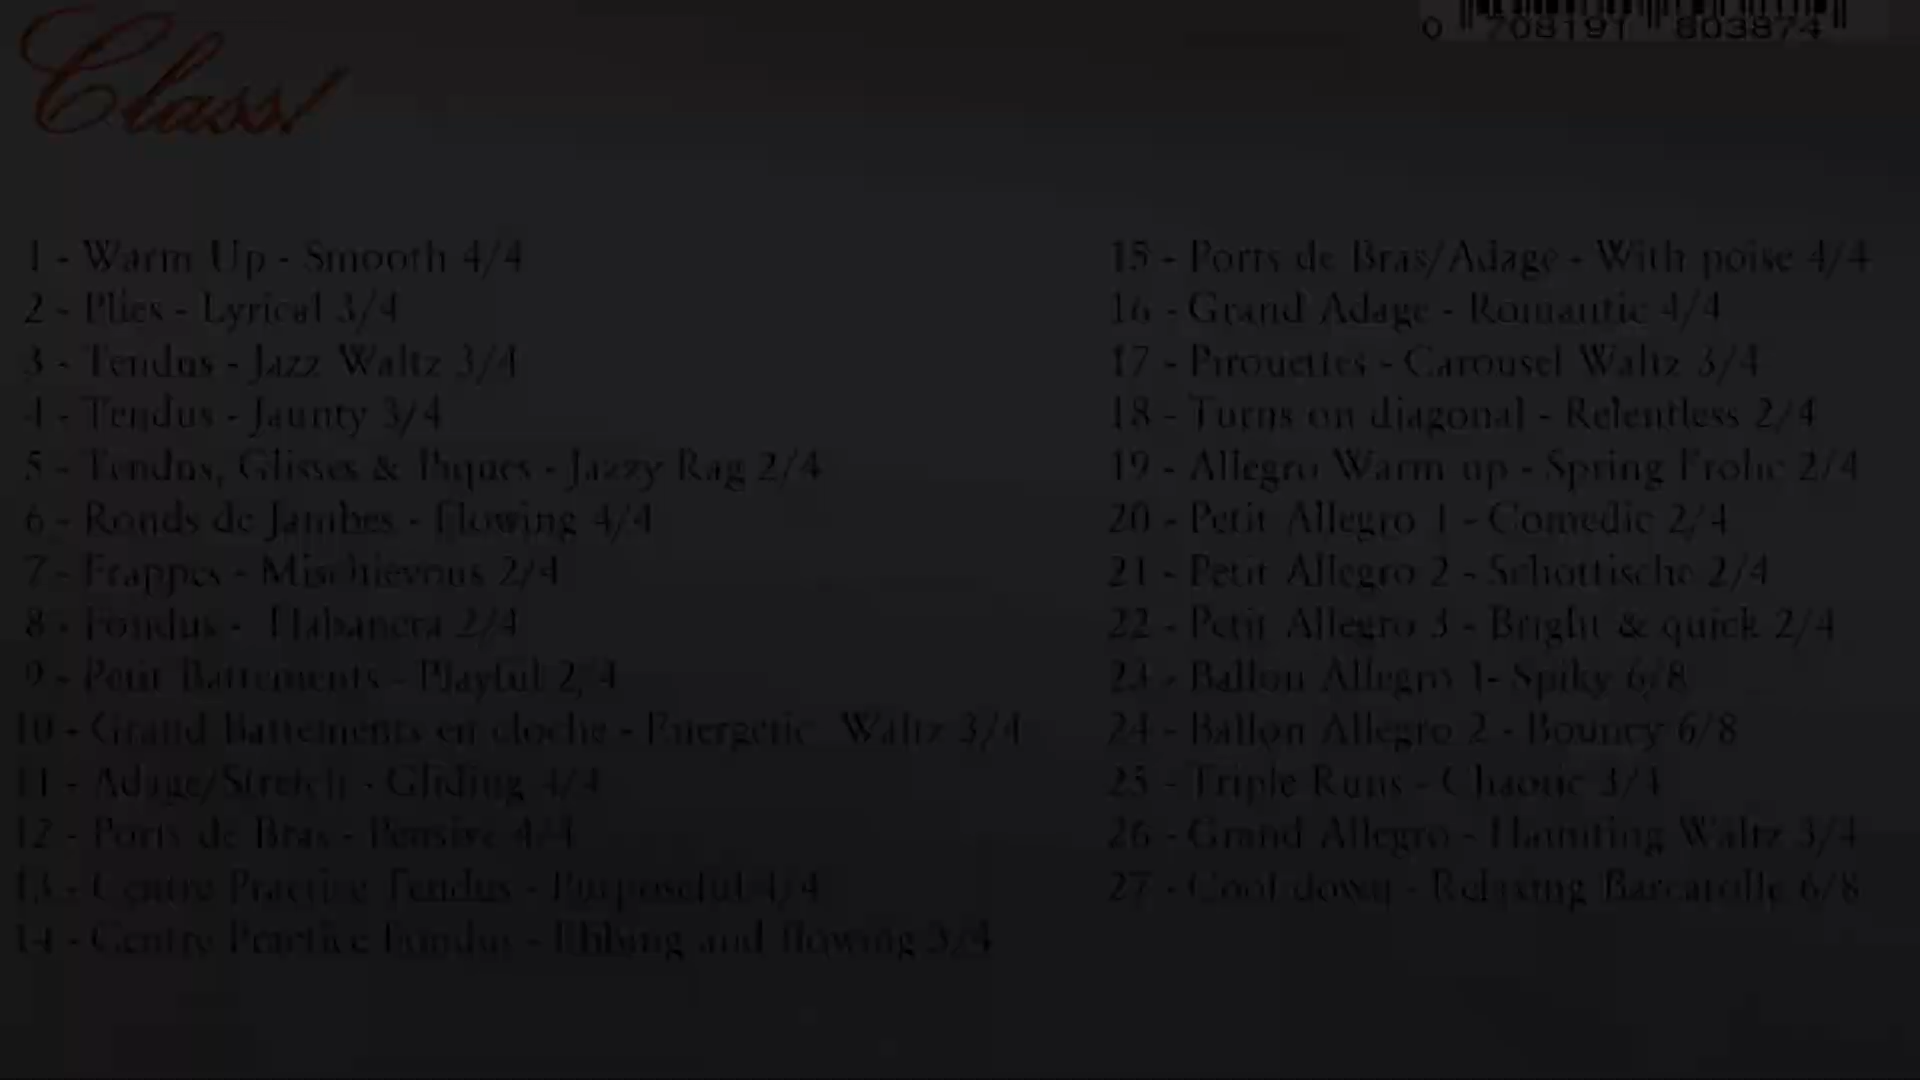 Class!
0 708191 803874
1 - Warm Up - Smooth 4/4
2 - Plies - Lyrical 3/4
3 - Tendus - Jazz Waltz 3/4
4 - Tendus - Jaunty 3/4
5 - Tendus, Glisses & Piques - Jazzy Rag 2/4
6 - Ronds de Jambes - Flowing 4/4
7 - Frappes - Mischievous 2/4
8 - Fondus - Habanera 2/4
9 - Petit Battements - Playful 2/4
10 - Grand Battements en cloche - Energetic Waltz 3/4
11 - Adage/Stretch - Gliding 4/4
12 - Ports de Bras - Pensive 4/4
13 - Centre Practice Tendus - Purposeful 4/4
14 - Centre Practice Fondus - Ebbing and flowing 3/4
15 - Ports de Bras/Adage - With poise 4/4
16 - Grand Adage - Romantic 4/4
17 - Pirouettes - Carousel Waltz 3/4
18 - Turns on diagonal - Relentless 2/4
19 - Allegro Warm up - Spring Frolic 2/4
20 - Petit Allegro 1 - Comedic 2/4
21 - Petit Allegro 2 - Schottische 2/4
22 - Petit Allegro 3 - Bright & quick 2/4
23 - Ballon Allegro 1- Spiky 6/8
24 - Ballon Allegro 2 - Bouncy 6/8
25 - Triple Runs - Chaotic 3/4
26 - Grand Allegro - Haunting Waltz 3/4
27 - Cool down - Relaxing Barcarolle 6/8